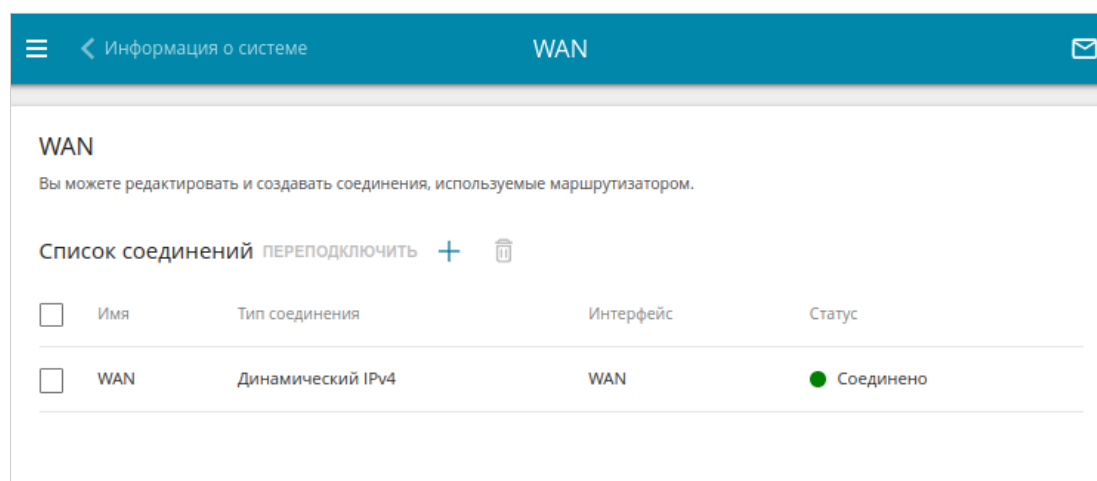 Информация о системе WAN
WAN
Вы можете редактировать и создавать соединения, используемые маршрутизатором.
Список соединений ПЕРЕПОДКЛЮЧИТЬ
Имя Тип соединения Интерфейс Статус
WAN Динамический IPv4 WAN Соединено